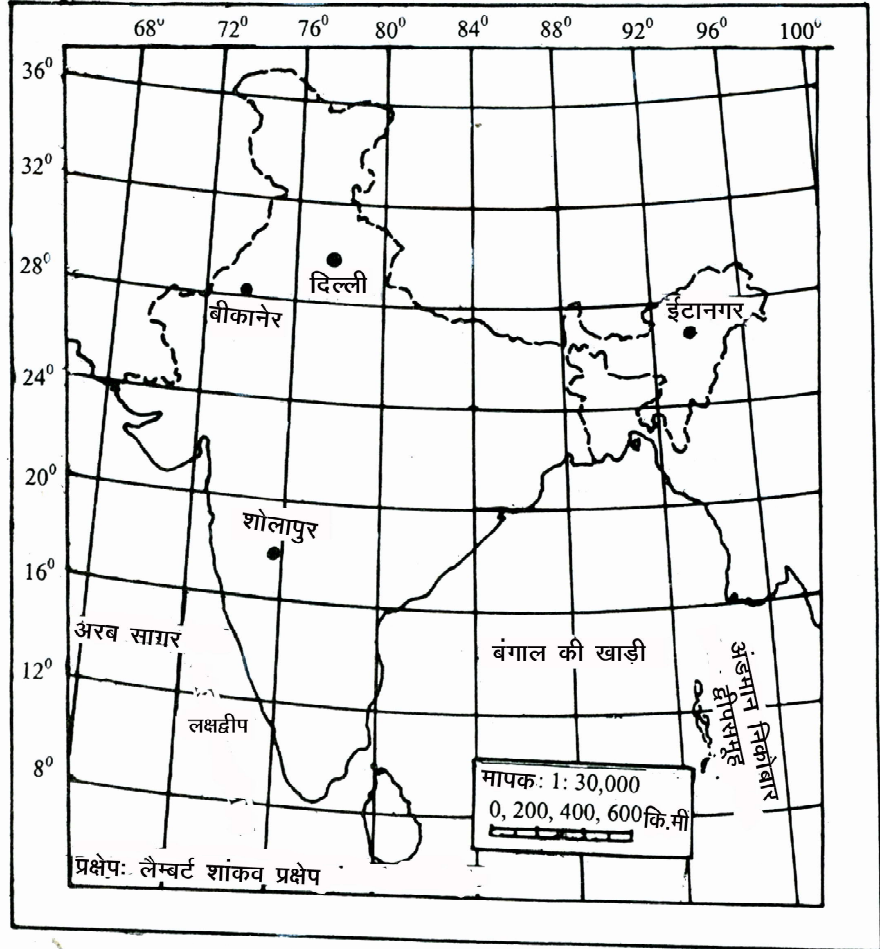 68⁰ 72⁰ 76⁰ 80⁰ 84⁰ 88⁰ 92⁰ 96⁰ 100⁰
36⁰
32⁰
28⁰
दिल्ली
बीकानेर
ईटानगर
24⁰
20⁰
शोलापुर
16⁰
अरब सागर
बंगाल की खाड़ी
अंडमान निकोबार
द्वीपसमूह
12⁰
लक्षद्वीप
8⁰
मापकः 1: 30,000
0, 200, 400, 600 कि.मी
प्रक्षेपः लैम्बर्ट शांकव प्रक्षेप